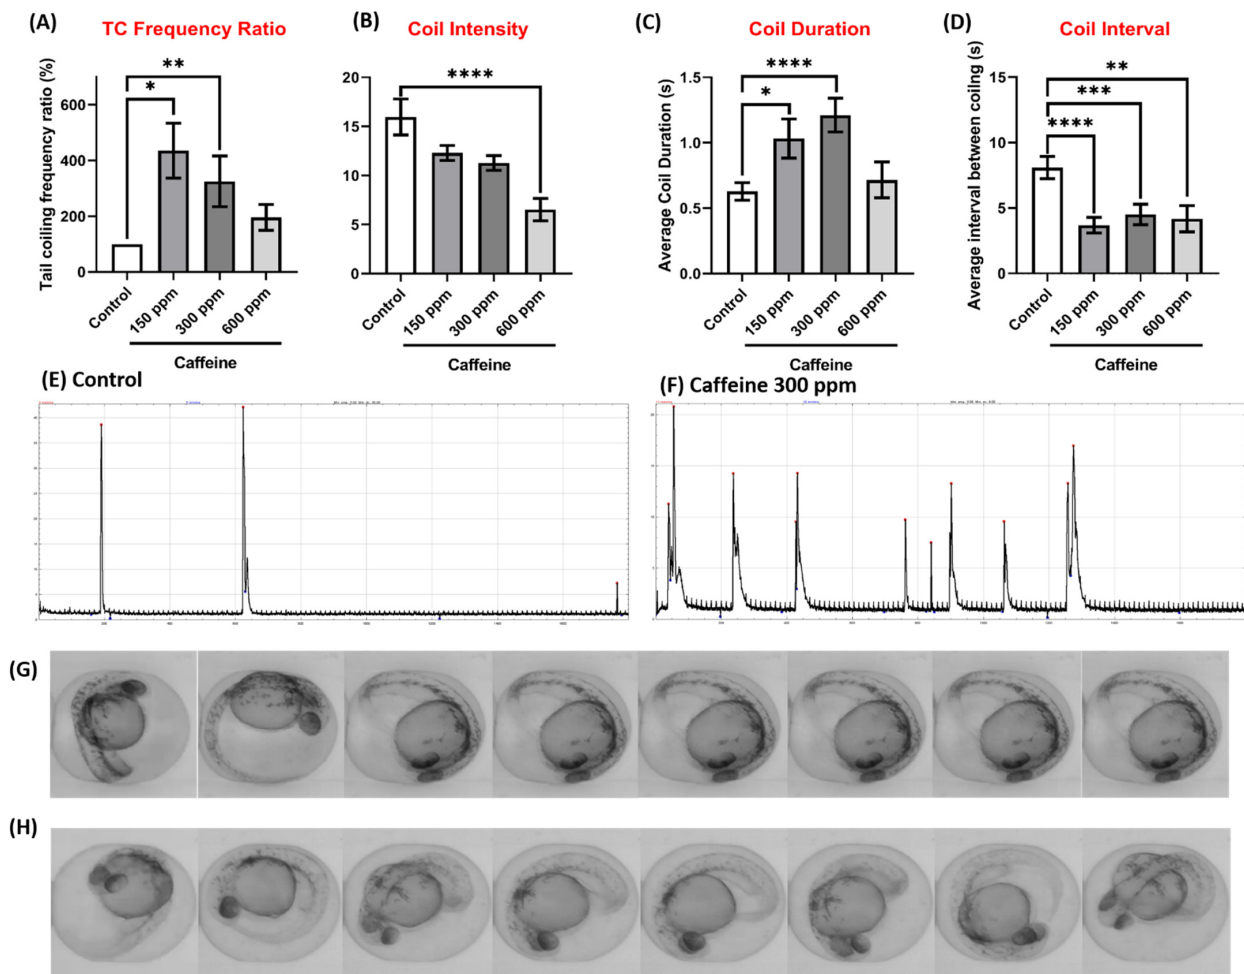 (A)
TC Frequency Ratio
Tail coiling frequency ratio (%)
600
400
200
0
*
**
Control
150 ppm
300 ppm
600 ppm
Caffeine
(B)
Coil Intensity
20
15
10
5
0
****
Control
150 ppm
300 ppm
600 ppm
Caffeine
(C)
Coil Duration
Average Coil Duration (s)
1.5
1.0
0.5
0.0
*
****
Control
150 ppm
300 ppm
600 ppm
Caffeine
(D)
Coil Interval
Average interval between coilng (s)
15
10
5
0
****
***
**
Control
150 ppm
300 ppm
600 ppm
Caffeine
(E) Control
(F) Caffeine 300 ppm
(G)
(H)